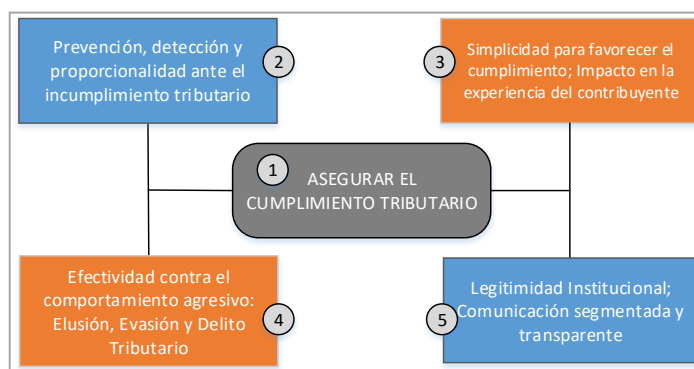 Prevención, detección y
proporcionalidad ante el
incumplimiento tributario
2
3
Simplicidad para favorecer el
cumplimiento; Impacto en la
experiencia del contribuyente
1
ASEGURAR EL
CUMPLIMIENTO TRIBUTARIO
Efectividad contra el
comportamiento agresivo:
Elusión, Evasión y Delito
Tributario
4
5
Legitimidad Institucional;
Comunicación segmentada y
transparente